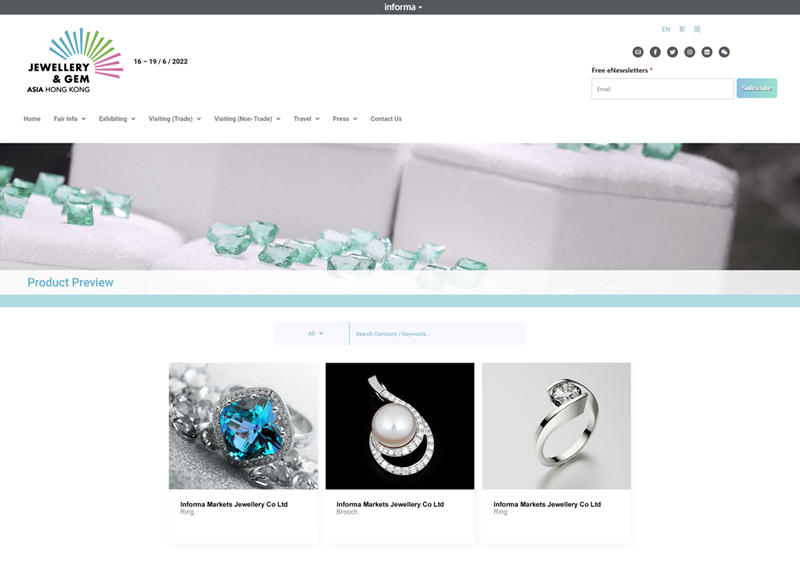 informa
EN 繁 简
JEWELLERY
& GEM
ASIA HONG KONG
16 – 19 / 6 / 2022
Free eNewsletters *
Email
Subscribe
Home Fair Info Exhibiting Visiting (Trade) Visiting (Non-Trade) Travel Press Contact Us
Product Preview
All Search Company / Keywords...
Informa Markets Jewellery Co Ltd
Ring
Informa Markets Jewellery Co Ltd
Brooch
Informa Markets Jewellery Co Ltd
Ring